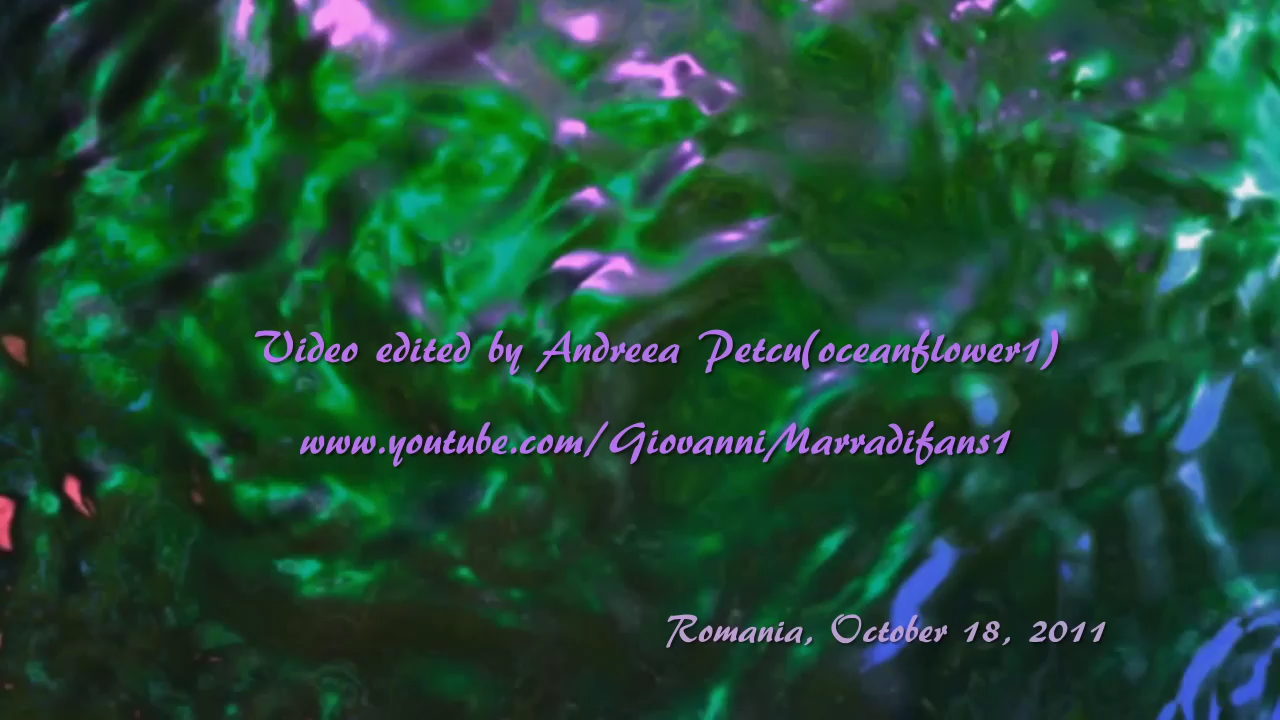 Video edited by Andreea Petcu(oceanflower1)
www.youtube.com/GiovanniMarradifans1
Romania, October 18, 2011